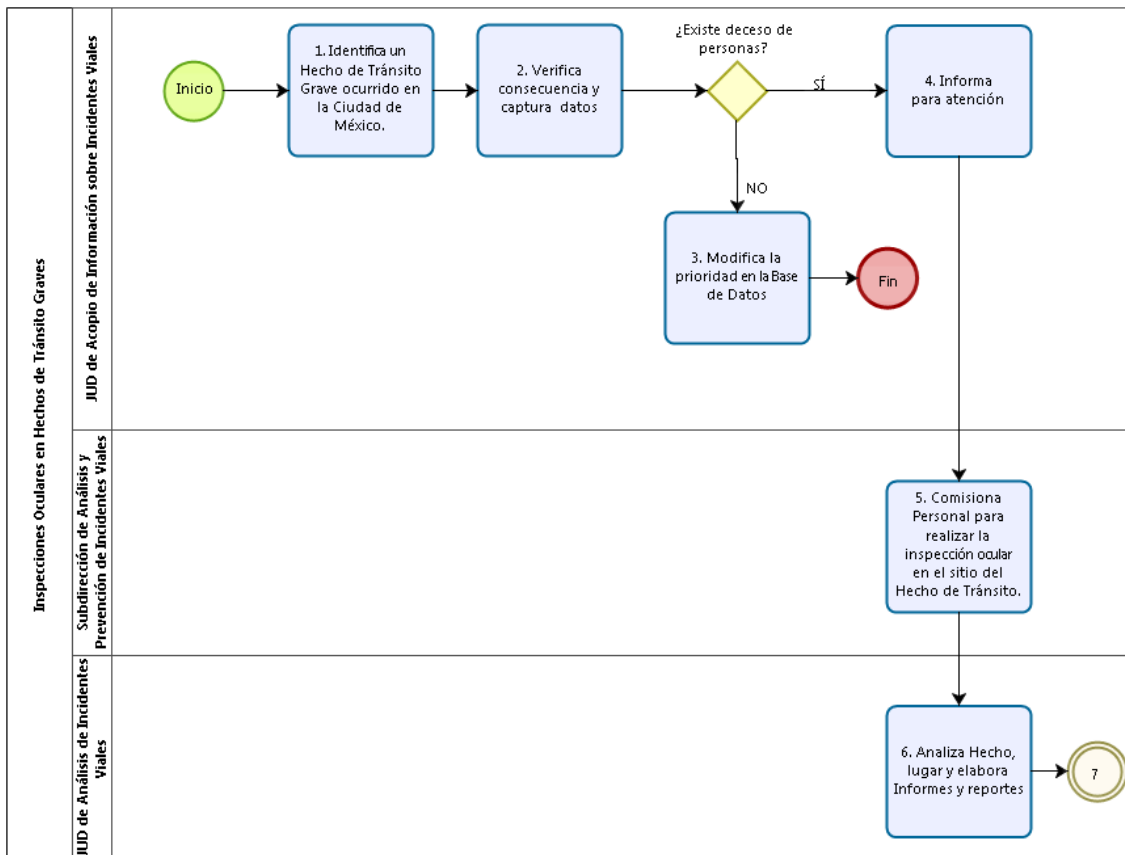 Inspecciones Oculares en Hechos de Tránsito Graves
JUD de Acopio de Información sobre Incidentes Viales
Inicio
1. Identifica un
Hecho de Tránsito
Grave ocurrido en
la Ciudad de
México.
2. Verifica
consecuencia y
captura datos
¿Existe deceso de
personas?
SÍ
4. Informa
para atención
NO
3. Modifica la
prioridad en la Base
de Datos
Fin
Subdirección de Análisis y
Prevención de Incidentes Viales
5. Comisiona
Personal para
realizar la
inspección ocular
en el sitio del
Hecho de Tránsito.
JUD de Análisis de Incidentes
Viales
6. Analiza Hecho,
lugar y elabora
Informes y reportes
7